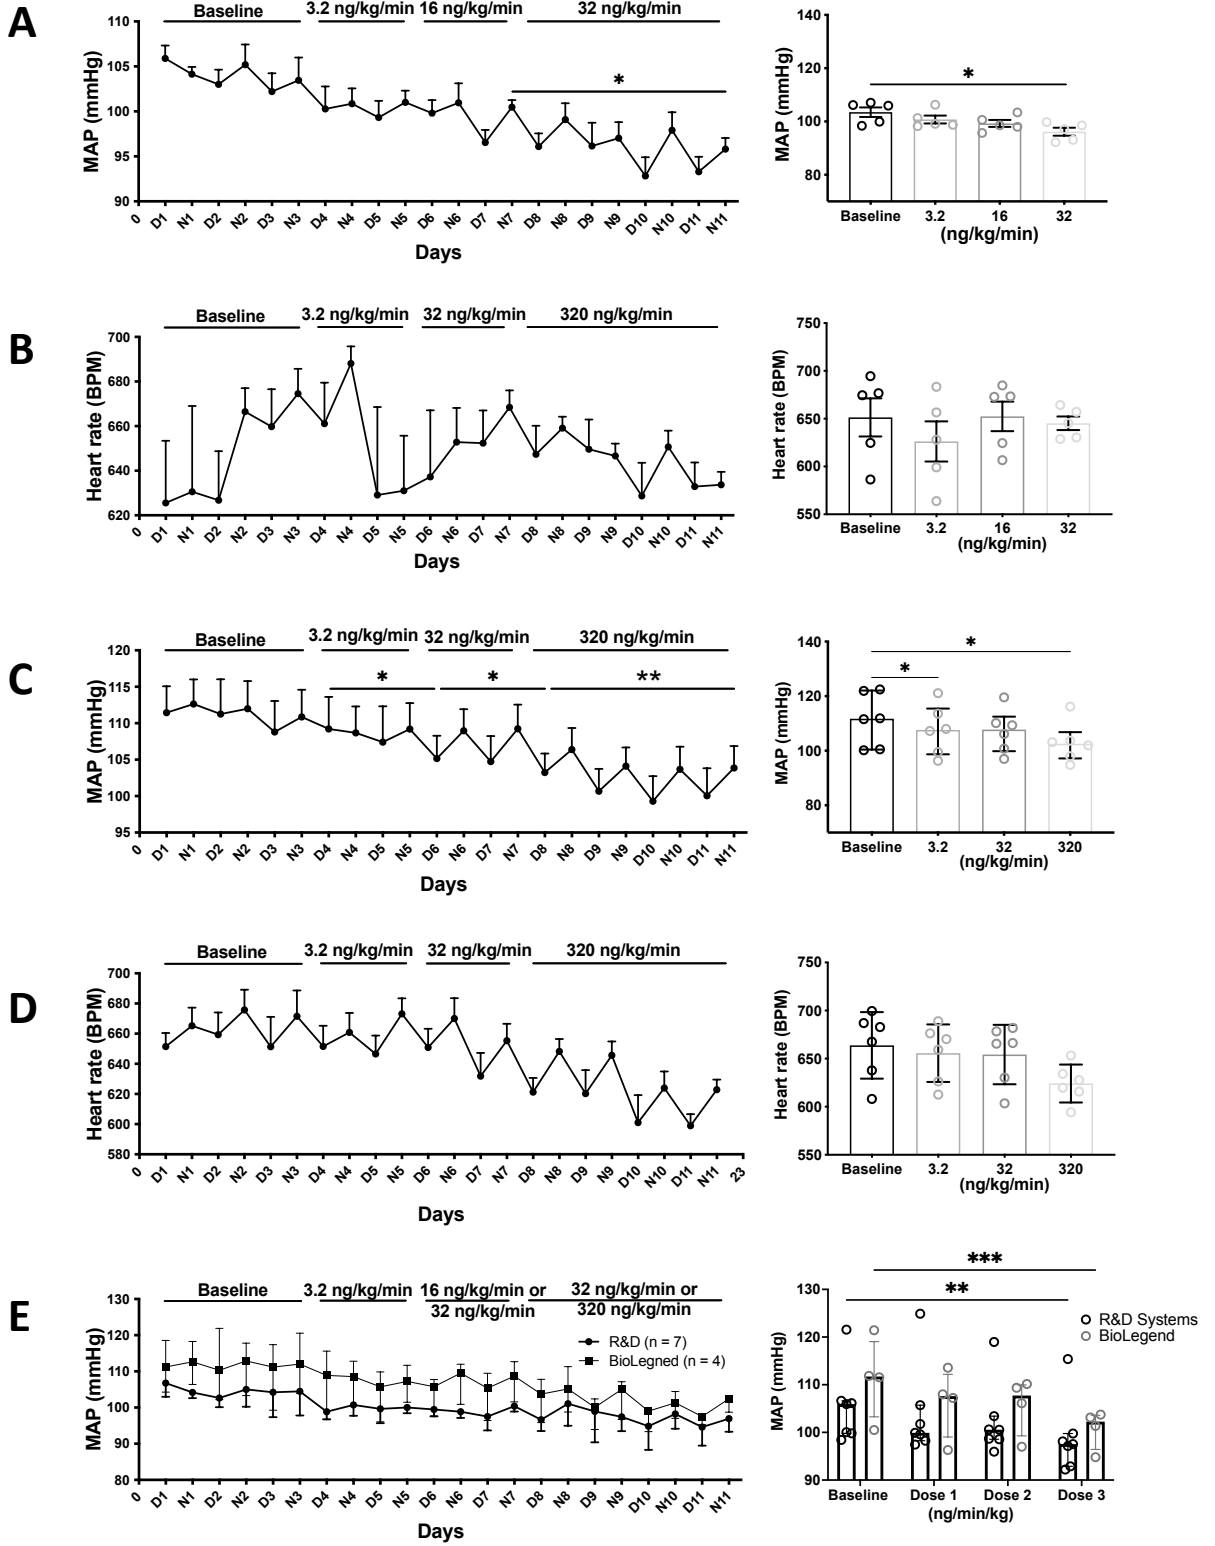 A
Baseline 3.2 ng/kg/min 16 ng/kg/min 32 ng/kg/min
MAP (mmHg)
110
105
100
95
90
*
0 D1 N1 D2 N2 D3 N3 D4 N4 D5 N5 D6 N6 D7 N7 D8 N8 D9 N9 D10 N10 D11 N11
Days
MAP (mmHg)
140
120
100
80
*
Baseline 3.2 16 32
(ng/kg/min)
B
Baseline 3.2 ng/kg/min 32 ng/kg/min 320 ng/kg/min
Heart rate (BPM)
700
680
660
640
620
0 D1 N1 D2 N2 D3 N3 D4 N4 D5 N5 D6 N6 D7 N7 D8 N8 D9 N9 D10 N10 D11 N11
Days
Heart rate (BPM)
750
700
650
600
550
Baseline 3.2 16 32
(ng/kg/min)
C
Baseline 3.2 ng/kg/min 32 ng/kg/min 320 ng/kg/min
MAP (mmHg)
120
115
110
105
100
95
* * **
0 D1 N1 D2 N2 D3 N3 D4 N4 D5 N5 D6 N6 D7 N7 D8 N8 D9 N9 D10 N10 D11 N11
Days
MAP (mmHg)
140
120
100
80
*
*
Baseline 3.2 32 320
(ng/kg/min)
D
Baseline 3.2 ng/kg/min 32 ng/kg/min 320 ng/kg/min
Heart rate (BPM)
700
680
660
640
620
600
580
0 D1 N1 D2 N2 D3 N3 D4 N4 D5 N5 D6 N6 D7 N7 D8 N8 D9 N9 D10 N10 D11 N11 23
Days
Heart rate (BPM)
750
700
650
600
550
Baseline 3.2 32 320
(ng/kg/min)
E
Baseline 3.2 ng/kg/min 16 ng/kg/min or 32 ng/kg/min or
32 ng/kg/min 320 ng/kg/min
MAP (mmHg)
130
120
110
100
90
80
R&D (n = 7)
BioLegned (n = 4)
0 D1 N1 D2 N2 D3 N3 D4 N4 D5 N5 D6 N6 D7 N7 D8 N8 D9 N9 D10 N10 D11 N11
Days
***
**
MAP (mmHg)
130
120
110
100
90
R&D Systems
BioLegend
Baseline Dose 1 Dose 2 Dose 3
(ng/min/kg)